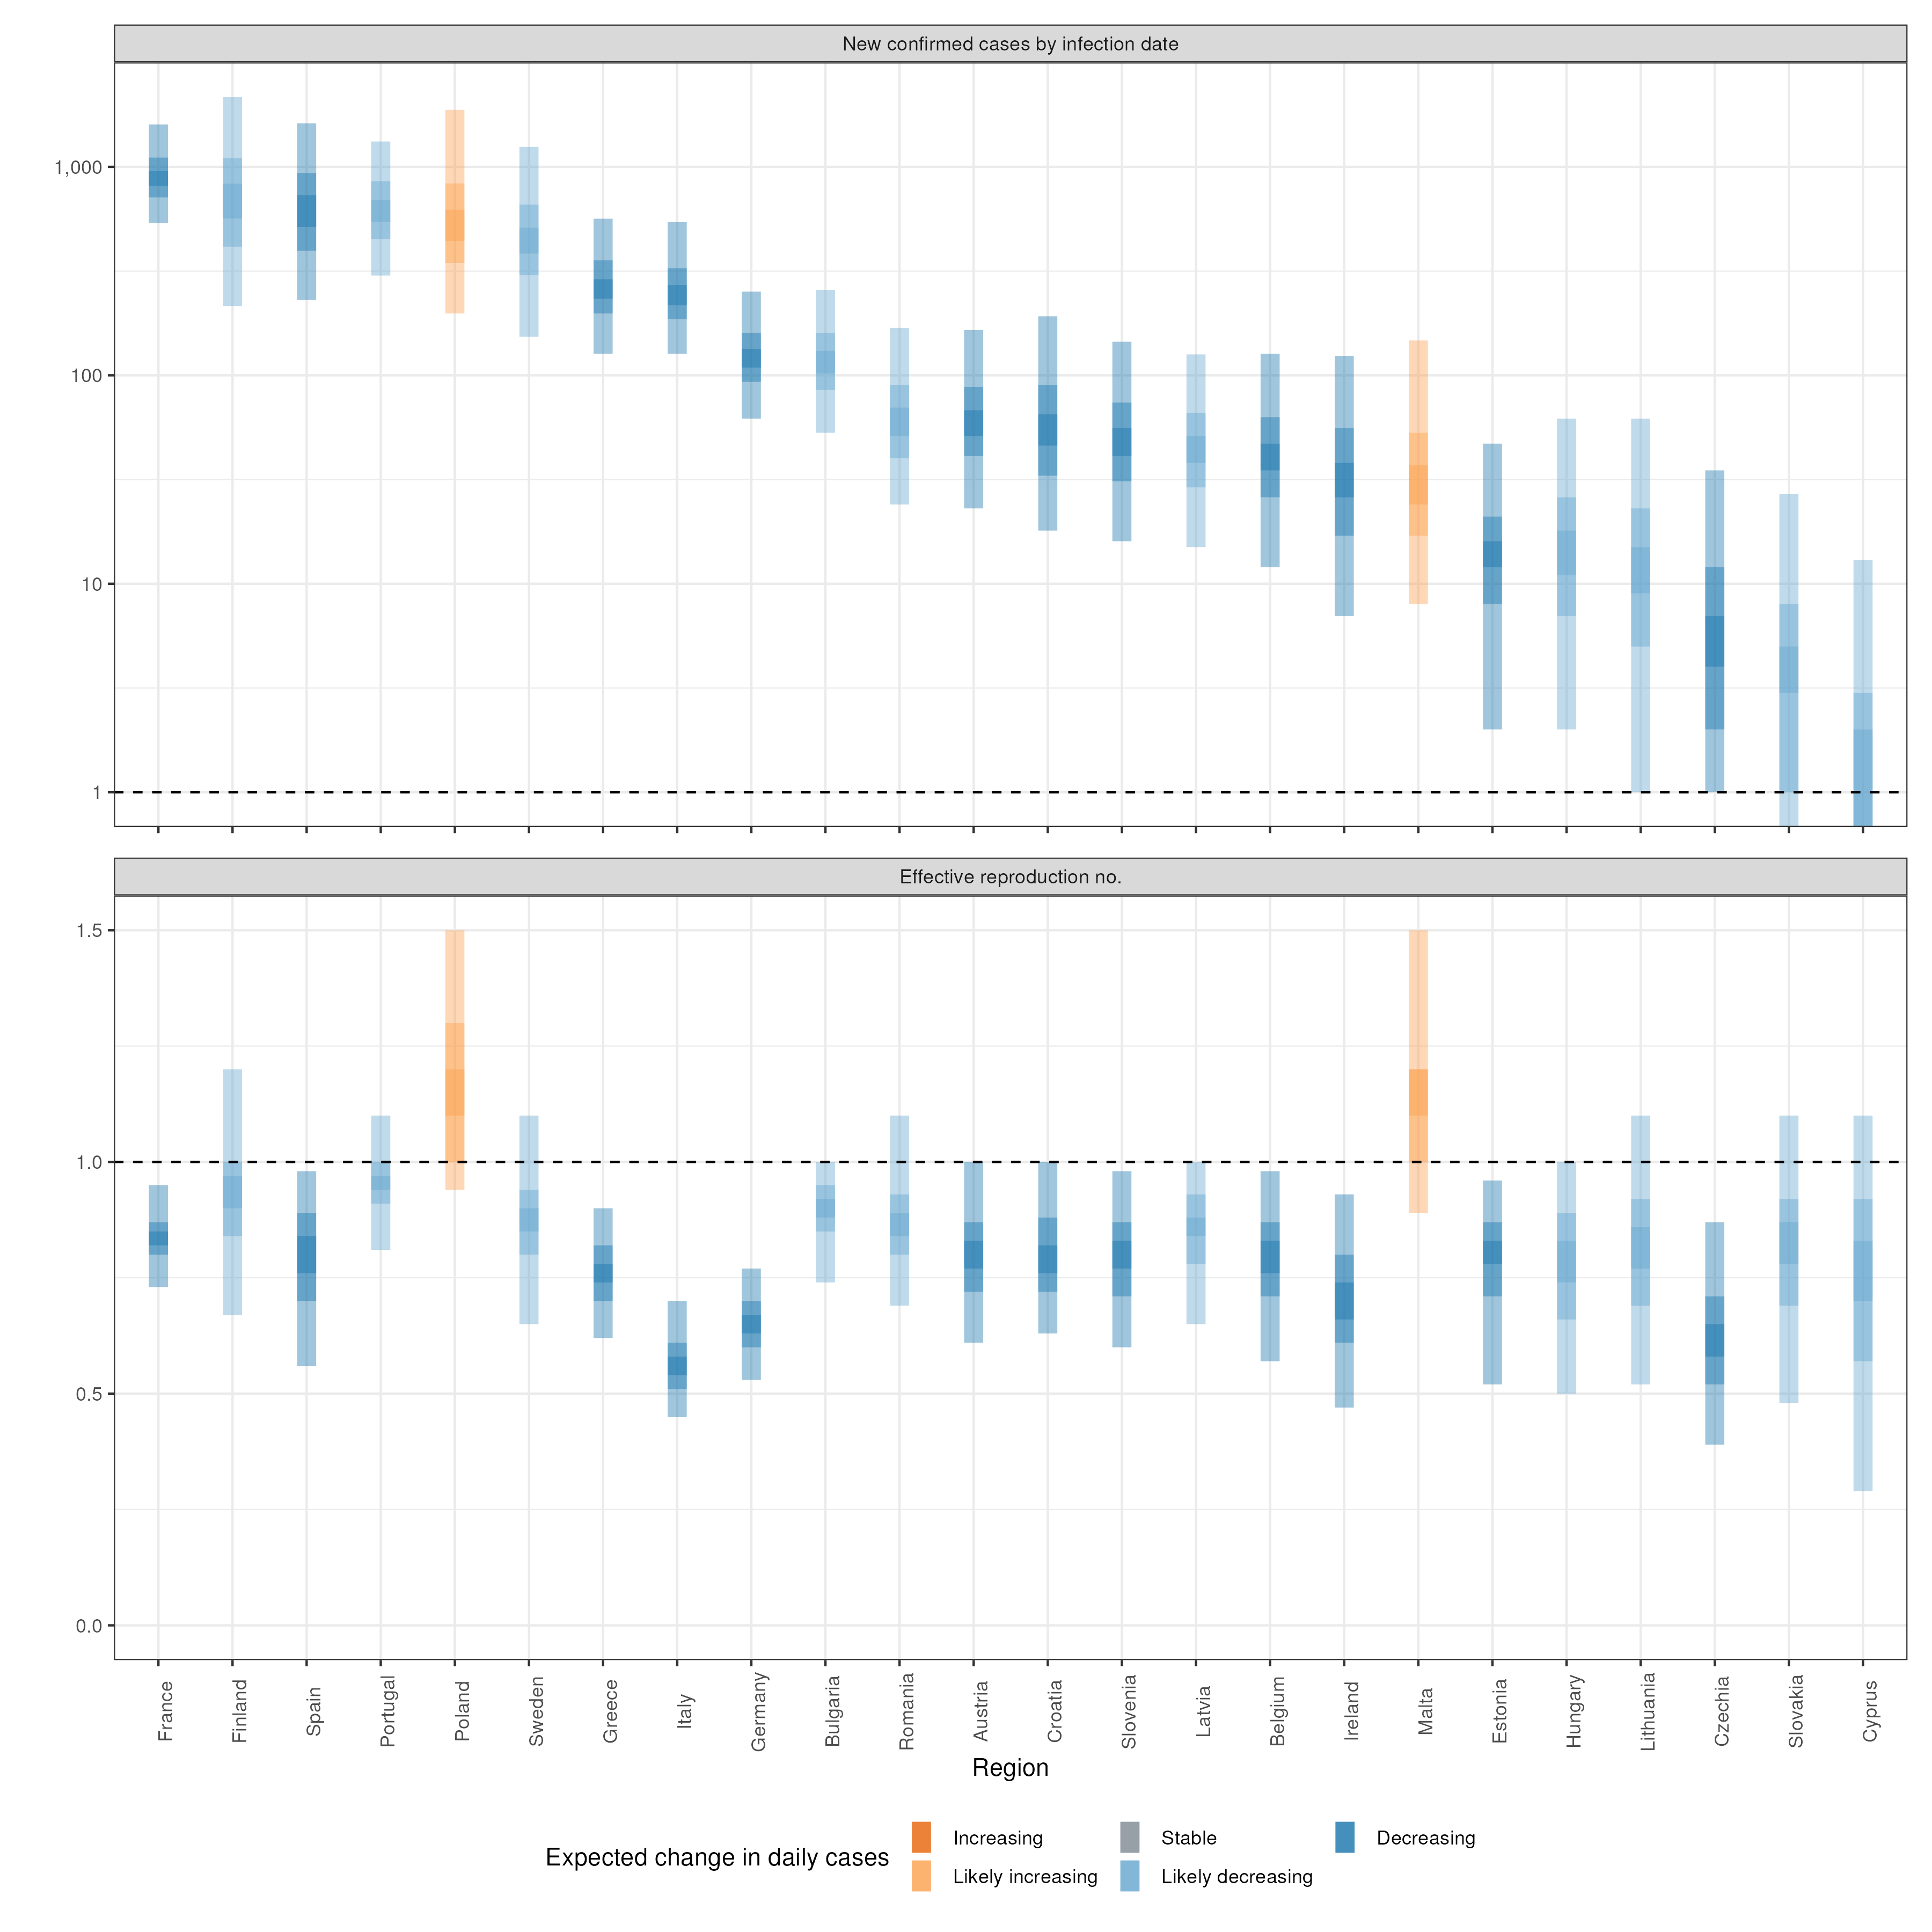 New confirmed cases by infection date
1,000
100
10
1
Effective reproduction no.
1.5
1.0
0.5
0.0
France
Finland
Spain
Portugal
Poland
Sweden
Greece
Italy
Germany
Bulgaria
Romania
Austria
Croatia
Slovenia
Latvia
Belgium
Ireland
Malta
Estonia
Hungary
Lithuania
Czechia
Slovakia
Cyprus
Region
Expected change in daily cases
Increasing
Stable
Decreasing
Likely increasing
Likely decreasing